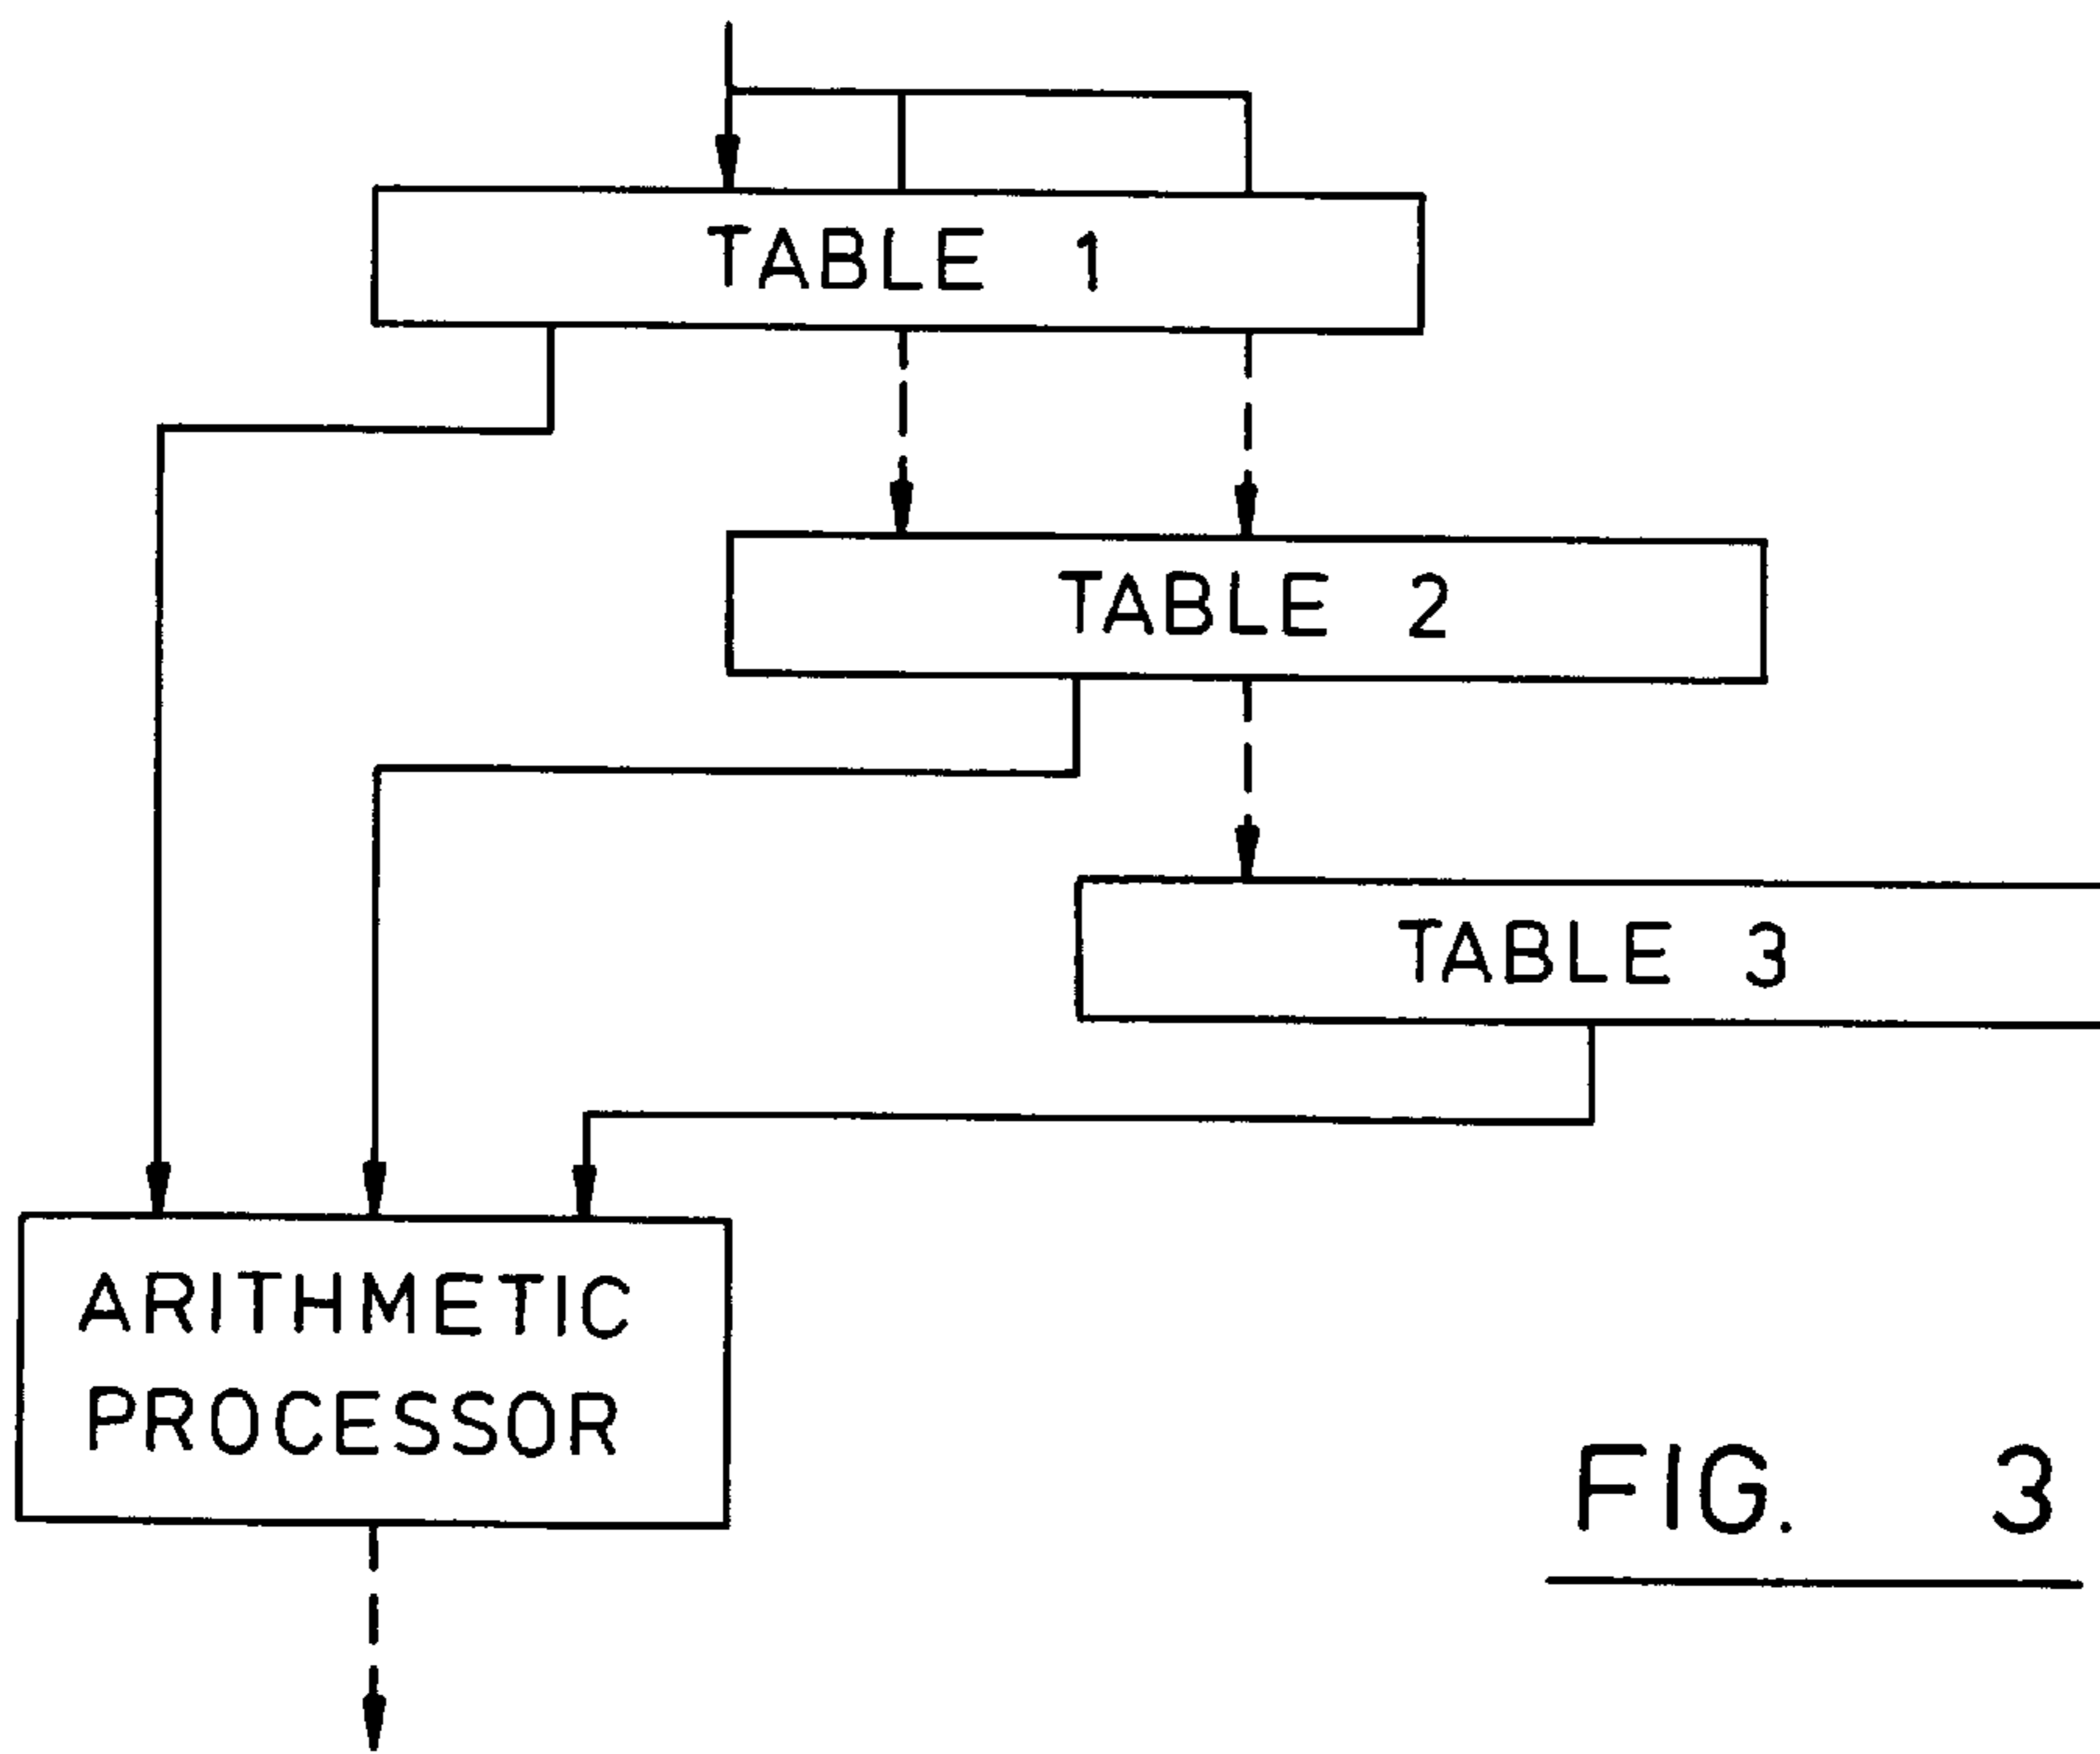 TABLE 1
TABLE 2
TABLE 3
ARITHMETIC
PROCESSOR
FIG. 3